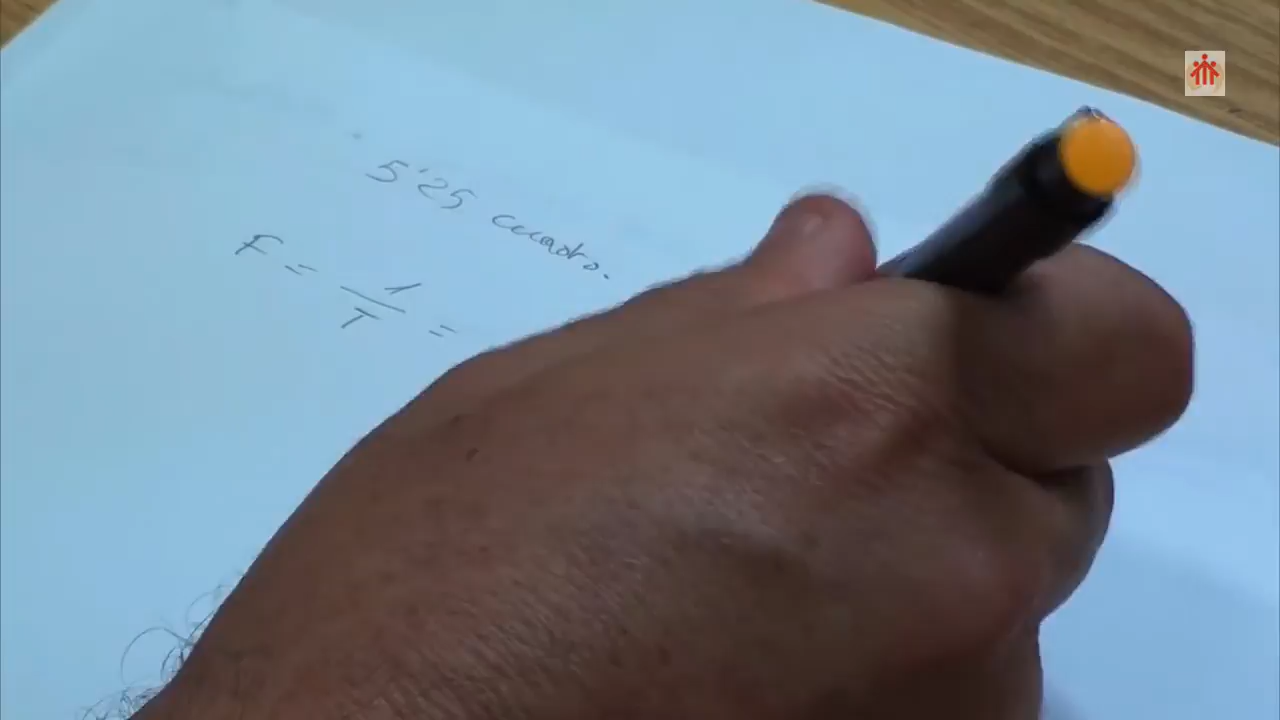 5'25 cuadro.
F = 1/T =